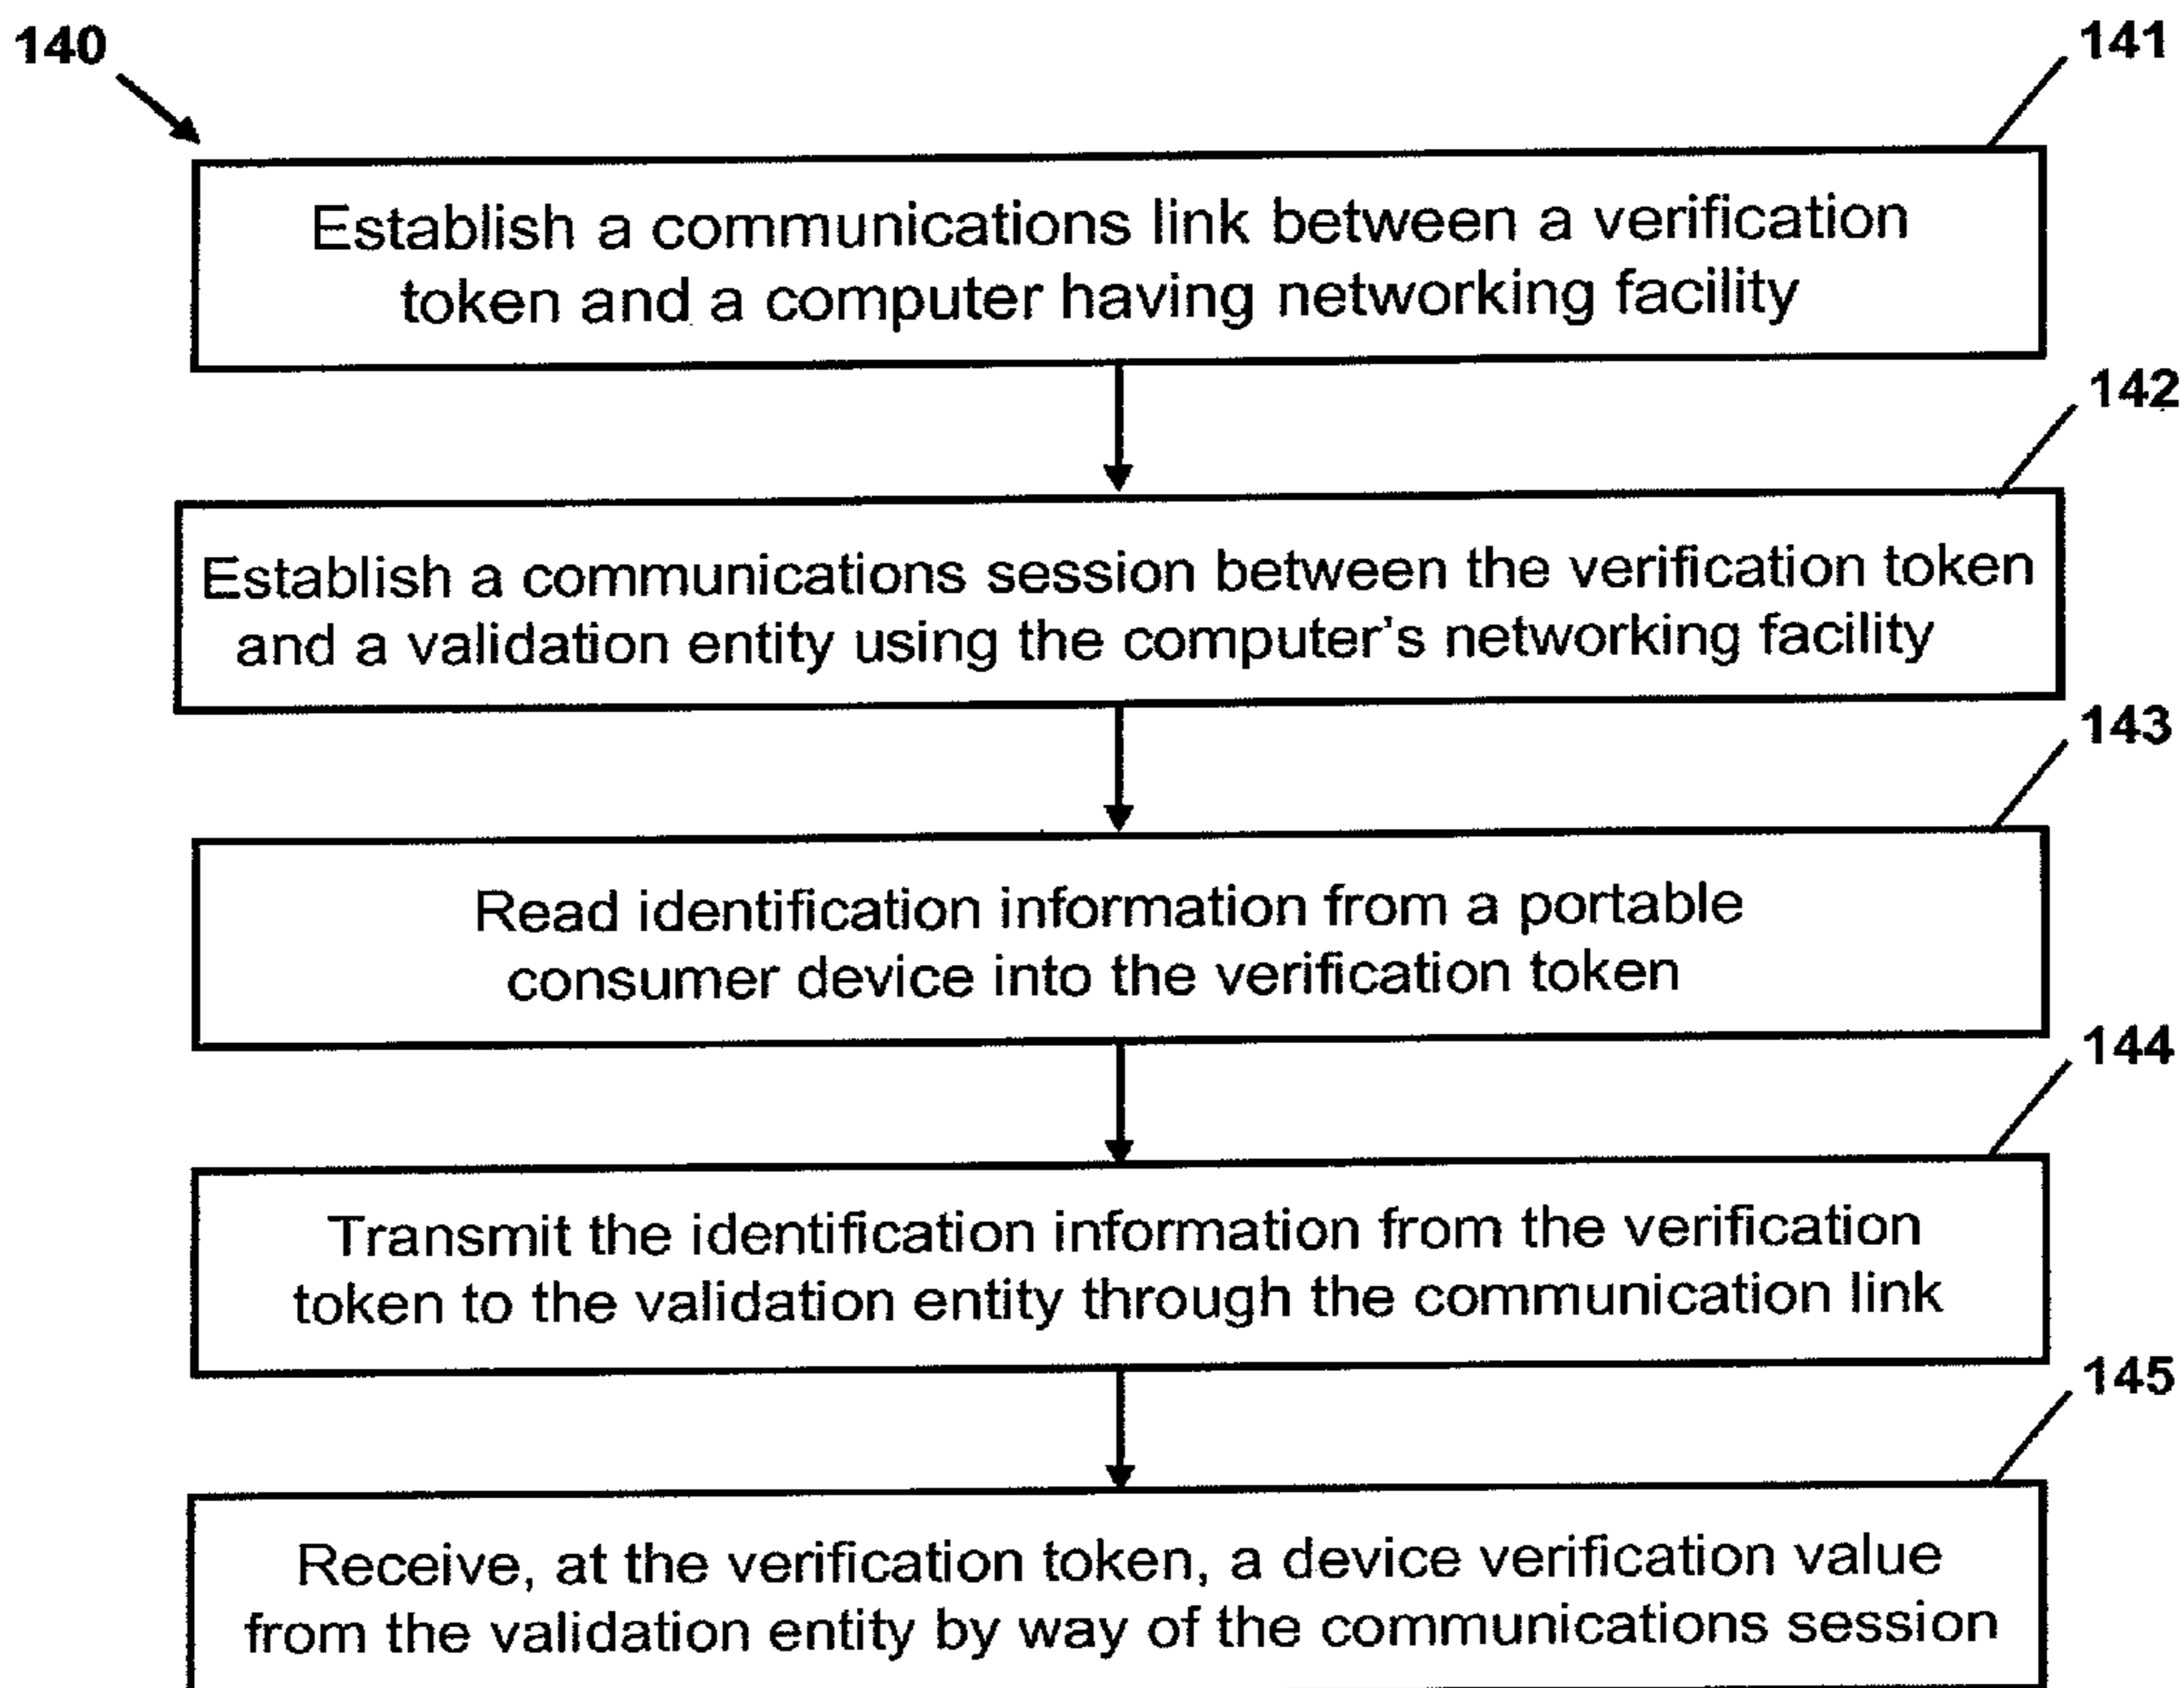 140
141
Establish a communications link between a verification
token and a computer having networking facility
142
Establish a communications session between the verification token
and a validation entity using the computer's networking facility
143
Read identification information from a portable
consumer device into the verification token
144
Transmit the identification information from the verification
token to the validation entity through the communication link
145
Receive, at the verification token, a device verification value
from the validation entity by way of the communications session